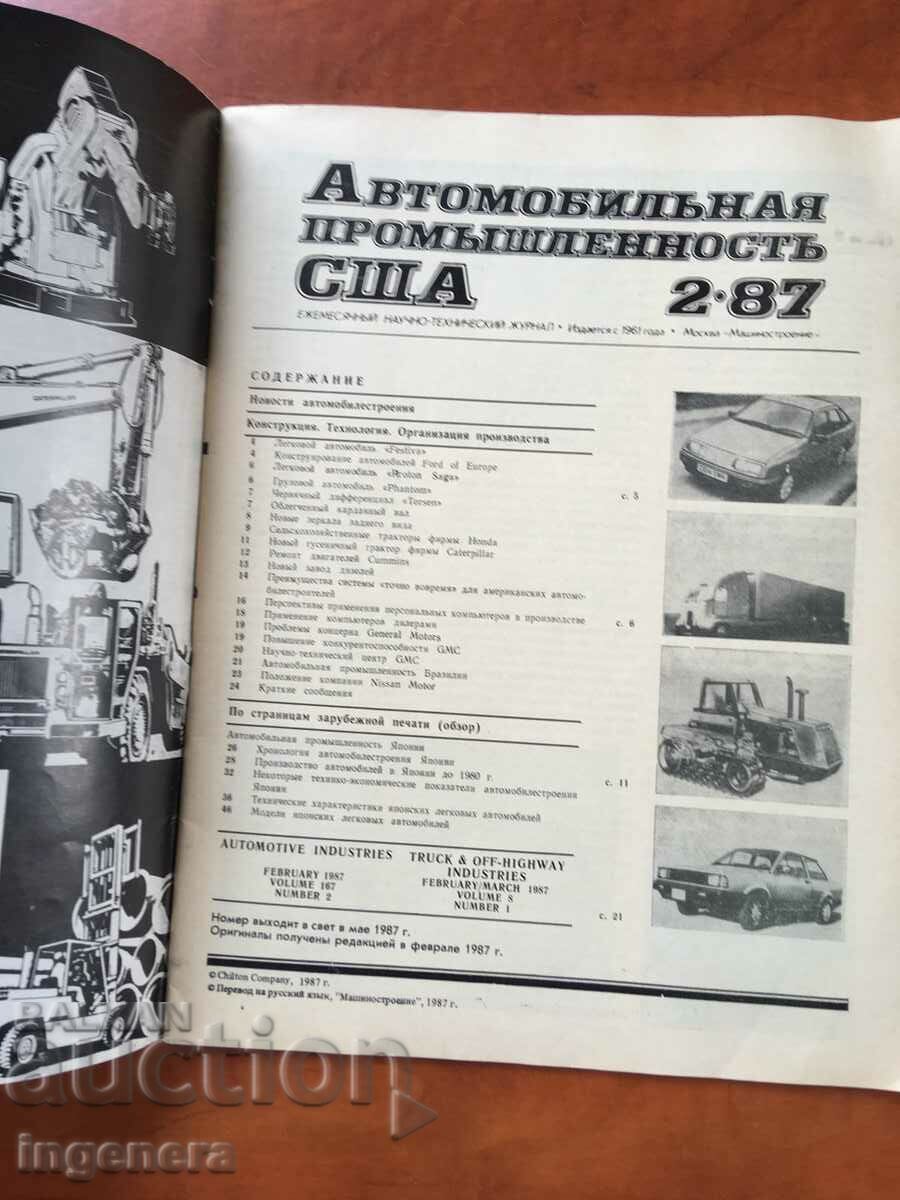 Автомобильная
промышленность
США 2·87
ЕЖЕМЕСЯЧНЫЙ НАУЧНО-ТЕХНИЧЕСКИЙ ЖУРНАЛ • Издается с 1961 года • Москва «Машиностроение»
СОДЕРЖАНИЕ
Новости автомобилестроения
Конструкция. Технология. Организация производства
Легковой автомобиль «Festiva»
4 Конструирование автомобилей Ford of Europe
6 Легковой автомобиль «Proton Saga»
6 Грузовой автомобиль «Phantom»
7 Червячный дифференциал «Torsen» с. 5
7 Облегченный карданный вал
8 Новые зеркала заднего вида
9 Сельскохозяйственные тракторы фирмы Honda
11 Новый гусеничный трактор фирмы Caterpillar
12 Ремонт двигателей Cummins
13 Новый завод дизелей
14 Преимущества системы «точно вовремя» для американских автомо-
билестроителей
16 Перспективы применения персональных компьютеров в производстве
18 Применение компьютеров дилерами с. 6
19 Проблемы концерна General Motors
19 Повышение конкурентоспособности GMC
20 Научно-технический центр GMC
21 Автомобильная промышленность Бразилии
23 Положение компании Nissan Motor
24 Краткие сообщения
По страницам зарубежной печати (обзор)
Автомобильная промышленность Японии
26 Хронология автомобилестроения Японии
28 Производство автомобилей в Японии до 1980 г.
32 Некоторые технико-экономические показатели автомобилестроения с. 11
Японии
36 Технические характеристики японских легковых автомобилей
46 Модели японских легковых автомобилей
AUTOMOTIVE INDUSTRIES
FEBRUARY 1987
VOLUME 167
NUMBER 2
TRUCK & OFF-HIGHWAY
INDUSTRIES
FEBRUARY/MARCH 1987
VOLUME 8
NUMBER 1
с. 21
Номер выходит в свет в мае 1987 г.
Оригиналы получены редакцией в феврале 1987 г.
© Chilton Company, 1987 г.
© Перевод на русский язык, "Машиностроение", 1987 г.
CATERPILLAR
BALKAN
auction
ingenera